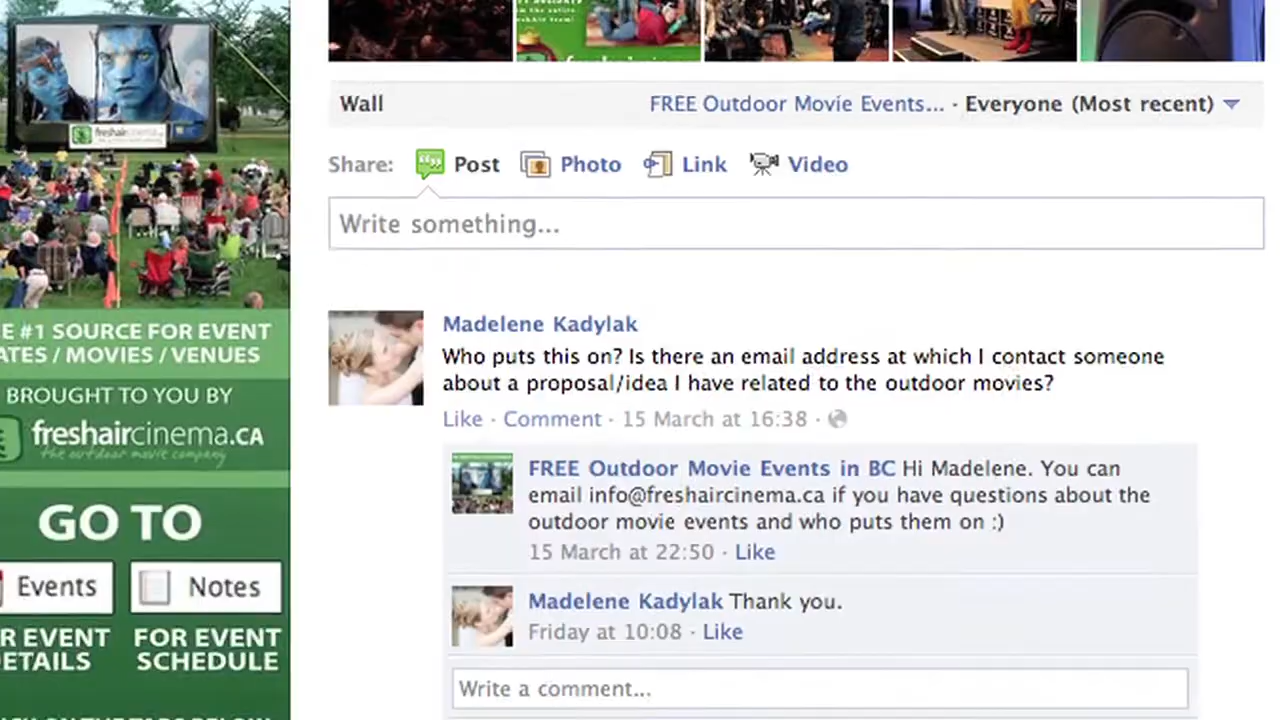 freshaircinema
Wall
FREE Outdoor Movie Events... · Everyone (Most recent)
Share: Post Photo Link Video
Write something...
Madelene Kadylak
Who puts this on? Is there an email address at which I contact someone
about a proposal/idea I have related to the outdoor movies?
Like · Comment · 15 March at 16:38 ·
FREE Outdoor Movie Events in BC Hi Madelene. You can
email info@freshaircinema.ca if you have questions about the
outdoor movie events and who puts them on :)
15 March at 22:50 · Like
Madelene Kadylak Thank you.
Friday at 10:08 · Like
Write a comment...
E #1 SOURCE FOR EVENT
ATES / MOVIES / VENUES
BROUGHT TO YOU BY
freshaircinema.CA
the outdoor movie company
GO TO
Events Notes
R EVENT FOR EVENT
ETAILS SCHEDULE